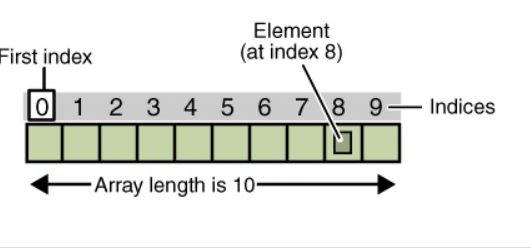 Element
(at index 8)
First index
0 1 2 3 4 5 6 7 8 9
Indices
Array length is 10